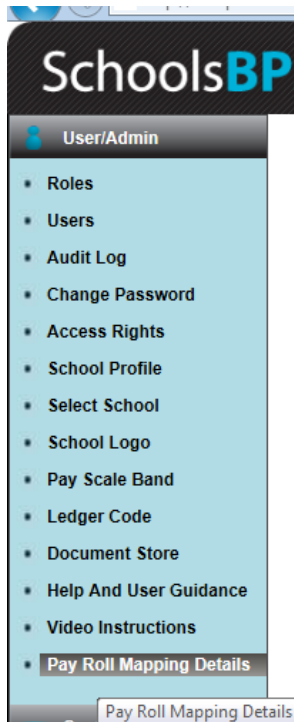 SchoolsBP
User/Admin
Roles
Users
Audit Log
Change Password
Access Rights
School Profile
Select School
School Logo
Pay Scale Band
Ledger Code
Document Store
Help And User Guidance
Video Instructions
Pay Roll Mapping Details
Pay Roll Mapping Details